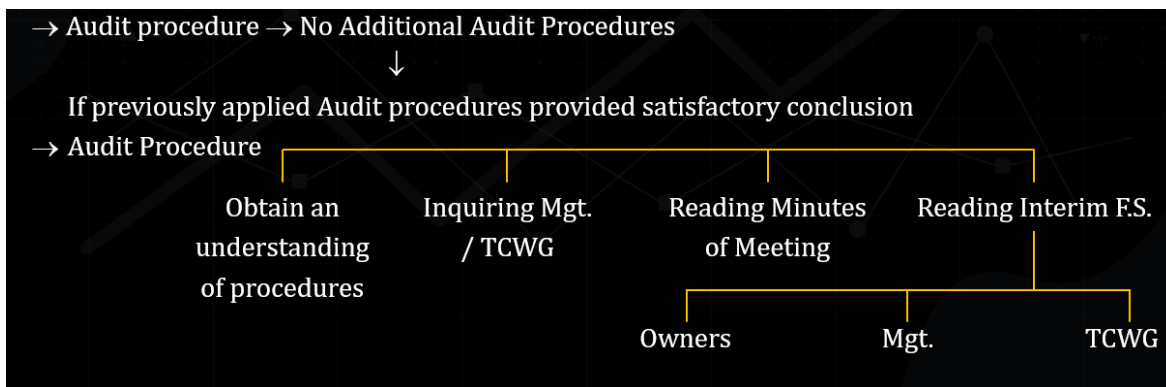 → Audit procedure → No Additional Audit Procedures
↓
If previously applied Audit procedures provided satisfactory conclusion
→ Audit Procedure
Obtain an Inquiring Mgt. Reading Minutes Reading Interim F.S.
understanding / TCWG of Meeting
of procedures
Owners Mgt. TCWG